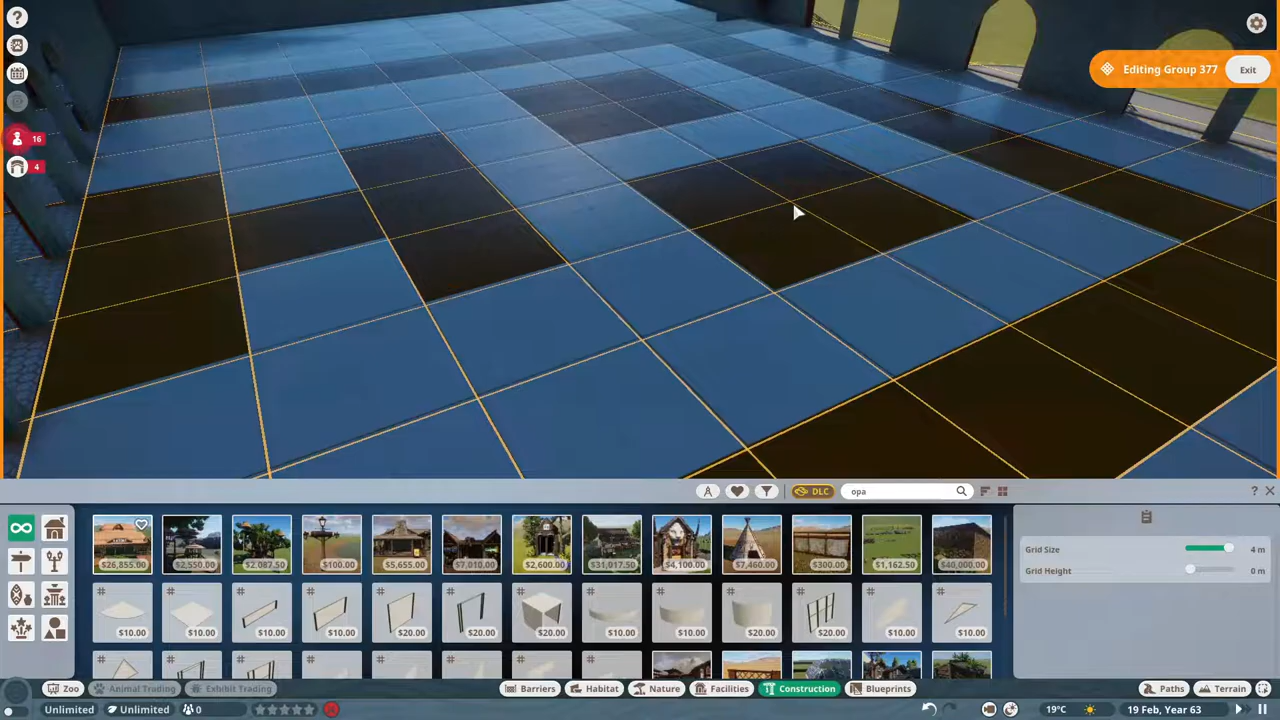 ?
Editing Group 377
Exit
16
4
A
DLC
opa
?
$26,855.00
$2,550.00
$2,087.50
$100.00
$5,655.00
$7,010.00
$2,600.00
$31,017.50
$4,100.00
$7,460.00
$300.00
$1,162.50
$40,000.00
$10.00
$10.00
$10.00
$10.00
$20.00
$20.00
$20.00
$10.00
$10.00
$20.00
$20.00
$10.00
$10.00
Grid Size
4 m
Grid Height
0 m
Zoo
Animal Trading
Exhibit Trading
Barriers
Habitat
Nature
Facilities
Construction
Blueprints
Paths
Terrain
Unlimited
Unlimited
0
19°C
19 Feb, Year 63